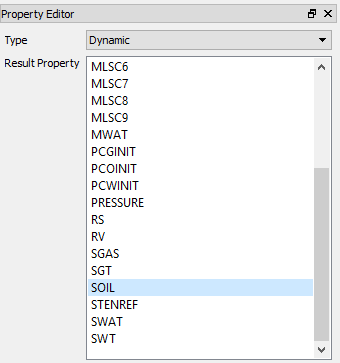 Property Editor
Type Dynamic
Result Property
MLSC6
MLSC7
MLSC8
MLSC9
MWAT
PCGINIT
PCOINIT
PCWINIT
PRESSURE
RS
RV
SGAS
SGT
SOIL
STENREF
SWAT
SWT